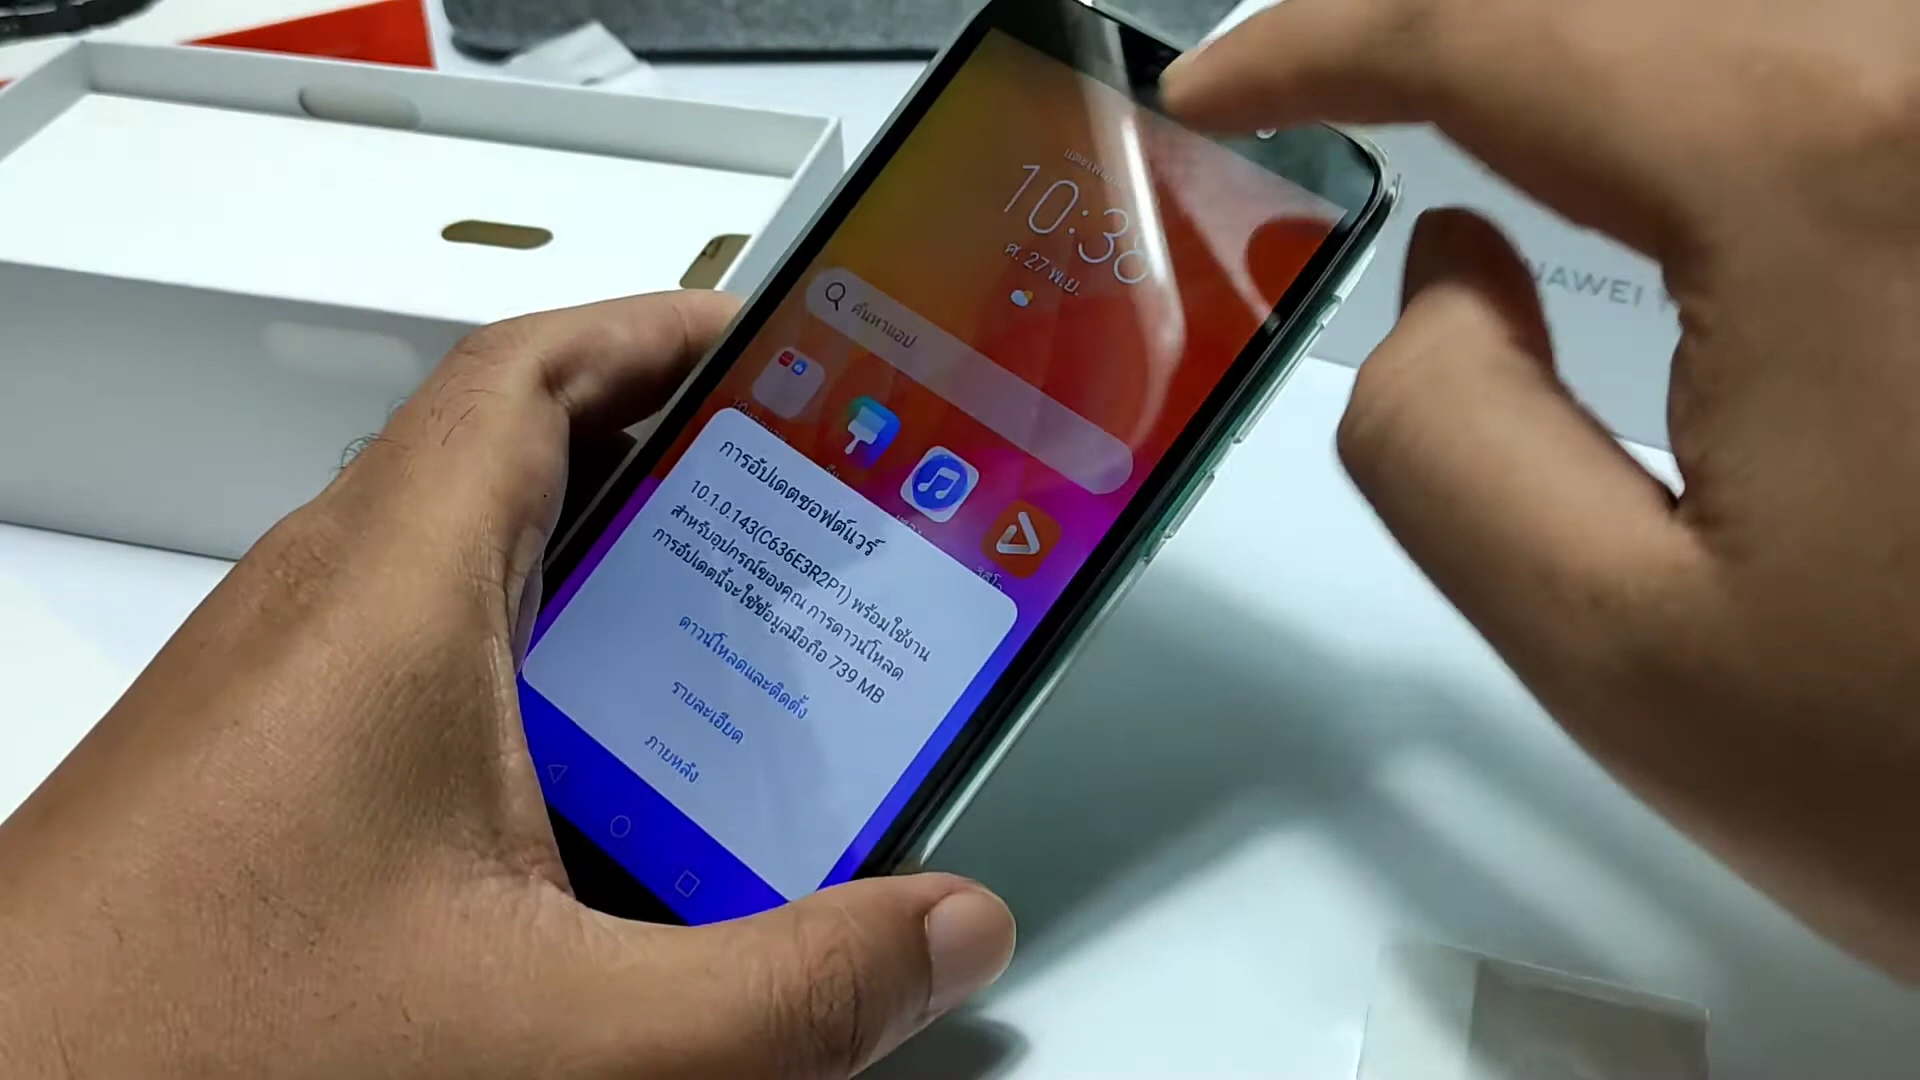 10:38
ศ. 27 พ.ย.
ค้นหาแอป
การอัปเดตซอฟต์แวร์
10.1.0.143(C636E3R2P1) พร้อมใช้งาน
สำหรับอุปกรณ์ของคุณ การดาวน์โหลด
การอัปเดตนี้จะใช้ข้อมูลมือถือ 739 MB
ดาวน์โหลดและติดตั้ง
รายละเอียด
ภายหลัง